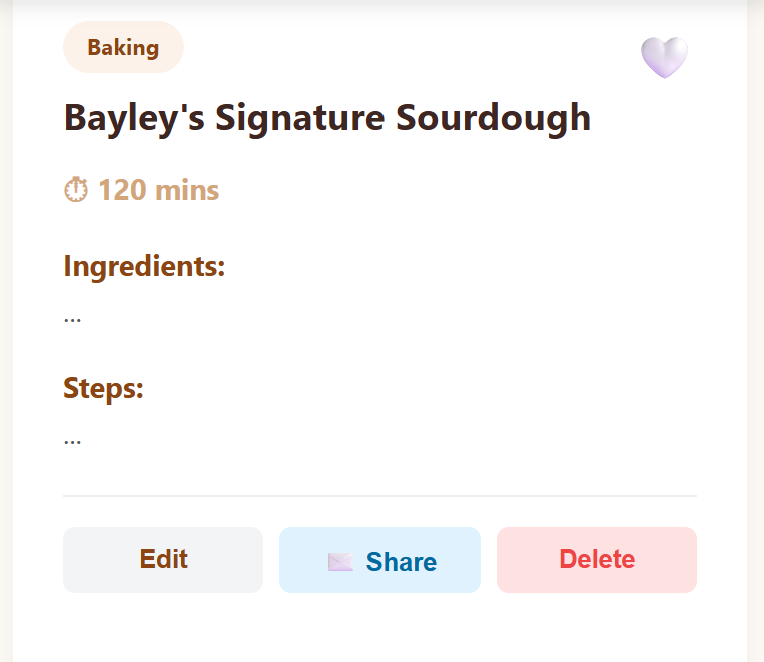 Baking
Bayley's Signature Sourdough
⏱ 120 mins
Ingredients:
...
Steps:
...
Edit
Share
Delete